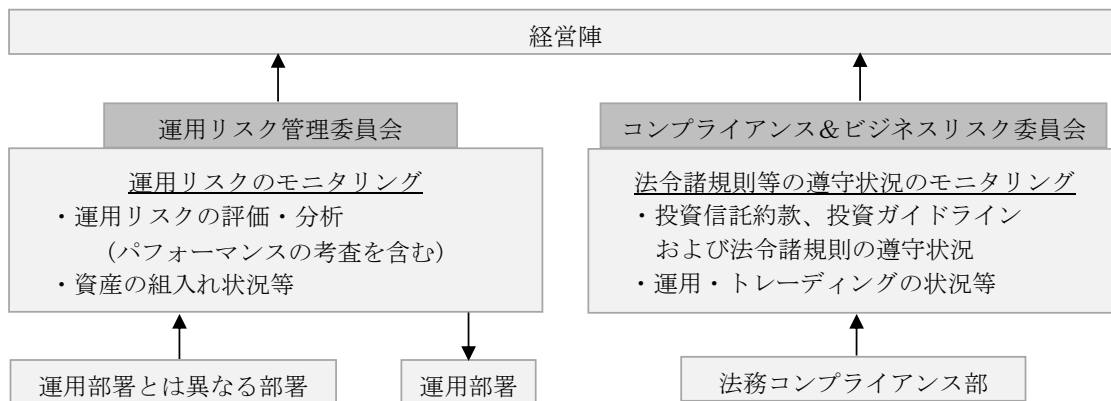 経営陣
運用リスク管理委員会
運用リスクのモニタリング
・運用リスクの評価・分析
（パフォーマンスの考査を含む）
・資産の組入れ状況等
運用部署とは異なる部署
運用部署
コンプライアンス＆ビジネスリスク委員会
法令諸規則等の遵守状況のモニタリング
・投資信託約款、投資ガイドライン
および法令諸規則の遵守状況
・運用・トレーディングの状況等
法務コンプライアンス部